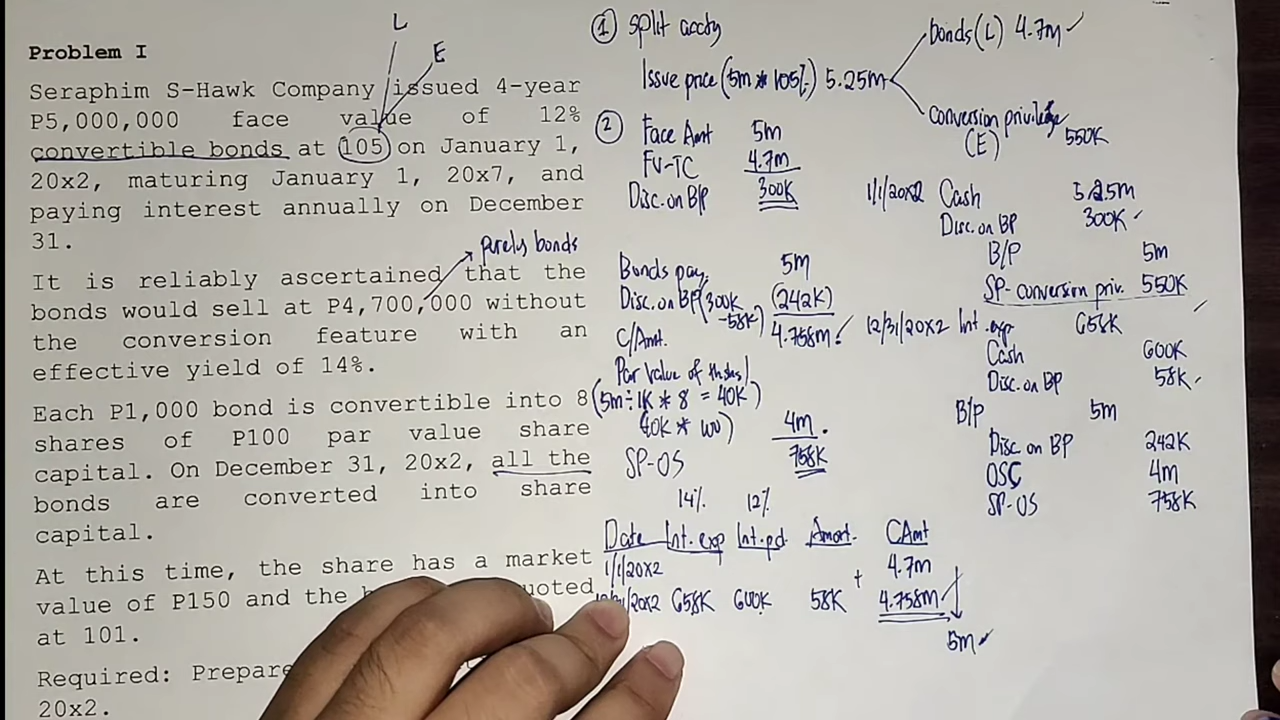 L
E
Problem I
Seraphim S-Hawk Company issued 4-year
P5,000,000 face value of 12%
convertible bonds at 105 on January 1,
20x2, maturing January 1, 20x7, and
paying interest annually on December
31.
purely bonds
It is reliably ascertained that the
bonds would sell at P4,700,000 without
the conversion feature with an
effective yield of 14%.
Each P1,000 bond is convertible into 8
shares of P100 par value share
capital. On December 31, 20x2, all the
bonds are converted into share
capital.
At this time, the share has a market
value of P150 and the quoted
at 101.
Required: Prepare
20x2.
① Split acctg
Issue price (5m * 105%) 5.25m
bonds (L) 4.7m ✓
conversion privilege
(E) 550K
② Face Amt 5m
FV-TC 4.7m
Disc. on B/P 300K
1/1/20x2 Cash 5.25m
Disc. on BP 300K ✓
B/P 5m
SP- conversion priv. 550K
12/31/20x2 Int. exp 658K
Cash 600K
Disc. on BP 58K ✓
B/P 5m
Disc on BP 242K
OSC 4m
SP-OS 758K
Bonds pay. 5m
Disc. on BP (300K (242K)
-58K)
C/Amt. 4.758m ✓
Par value of
(5m ÷ 1K * 8 = 40K)
40K * 100) 4m .
SP-OS 758K
14% 12%
Date Int. exp Int. pd Amort. CAmt
1/1/20x2 4.7m
/20x2 658K 600K 58K + 4.758m
5m ✓